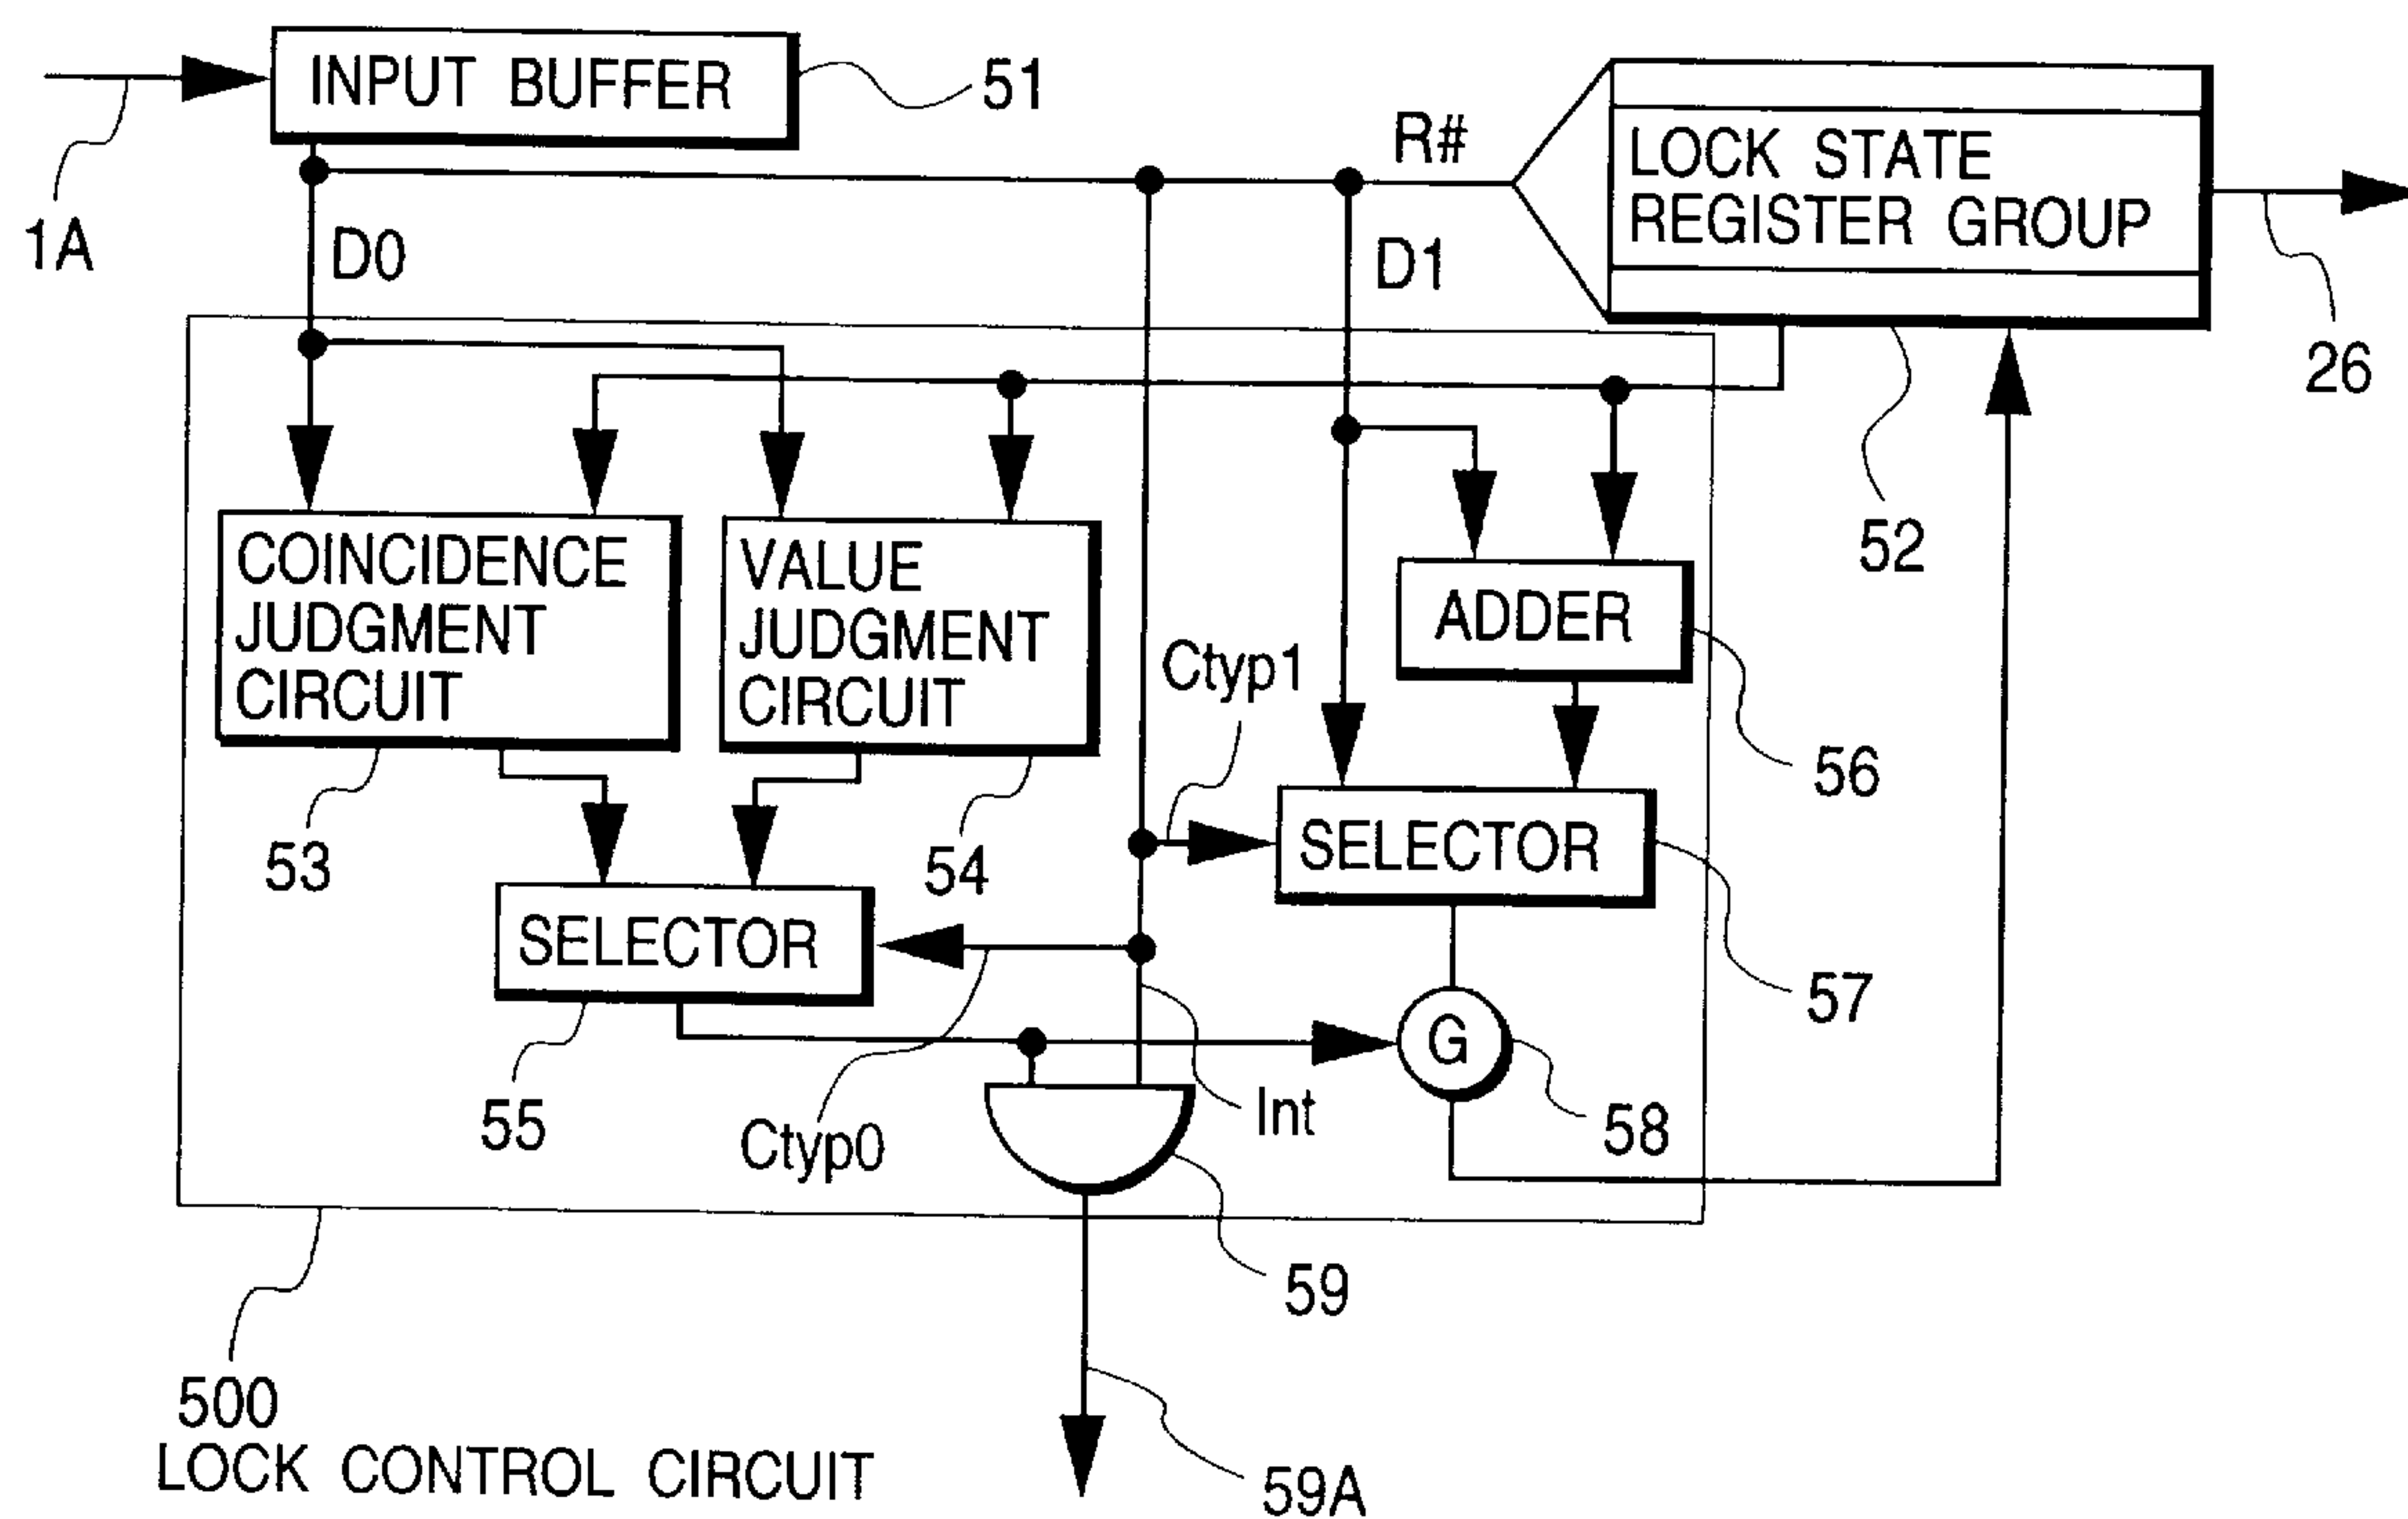 INPUT BUFFER
51
1A
D0
R#
D1
LOCK STATE
REGISTER GROUP
26
52
COINCIDENCE
JUDGMENT
CIRCUIT
53
VALUE
JUDGMENT
CIRCUIT
54
ADDER
56
Ctyp1
SELECTOR
57
SELECTOR
55
Ctyp0
Int
G
58
59
59A
500
LOCK CONTROL CIRCUIT